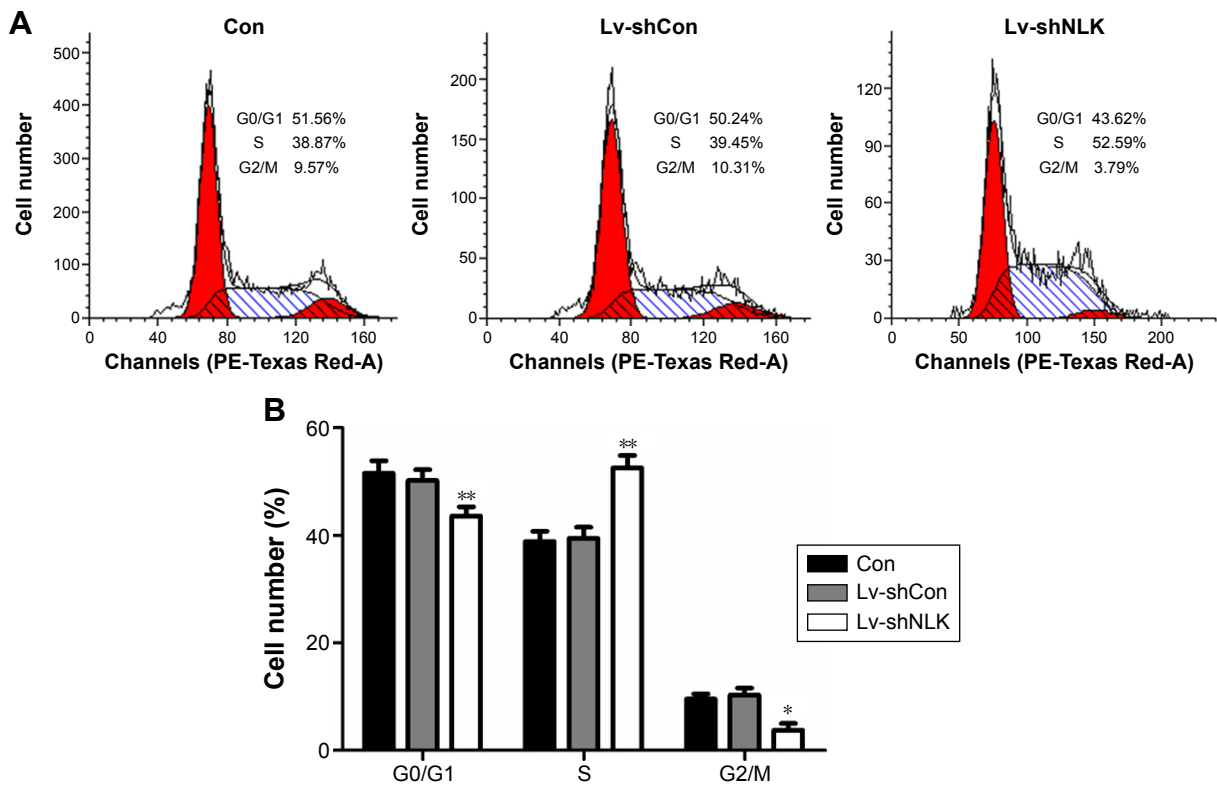 A
Con
500
400
300
200
100
0
Cell number
G0/G1 51.56%
S 38.87%
G2/M 9.57%
0 40 80 120 160
Channels (PE-Texas Red-A)
Lv-shCon
200
150
100
50
0
Cell number
G0/G1 50.24%
S 39.45%
G2/M 10.31%
0 40 80 120 160
Channels (PE-Texas Red-A)
Lv-shNLK
120
90
60
30
0
Cell number
G0/G1 43.62%
S 52.59%
G2/M 3.79%
0 50 100 150 200
Channels (PE-Texas Red-A)
B
60
40
20
0
Cell number (%)
**
**
*
G0/G1 S G2/M
Con
Lv-shCon
Lv-shNLK